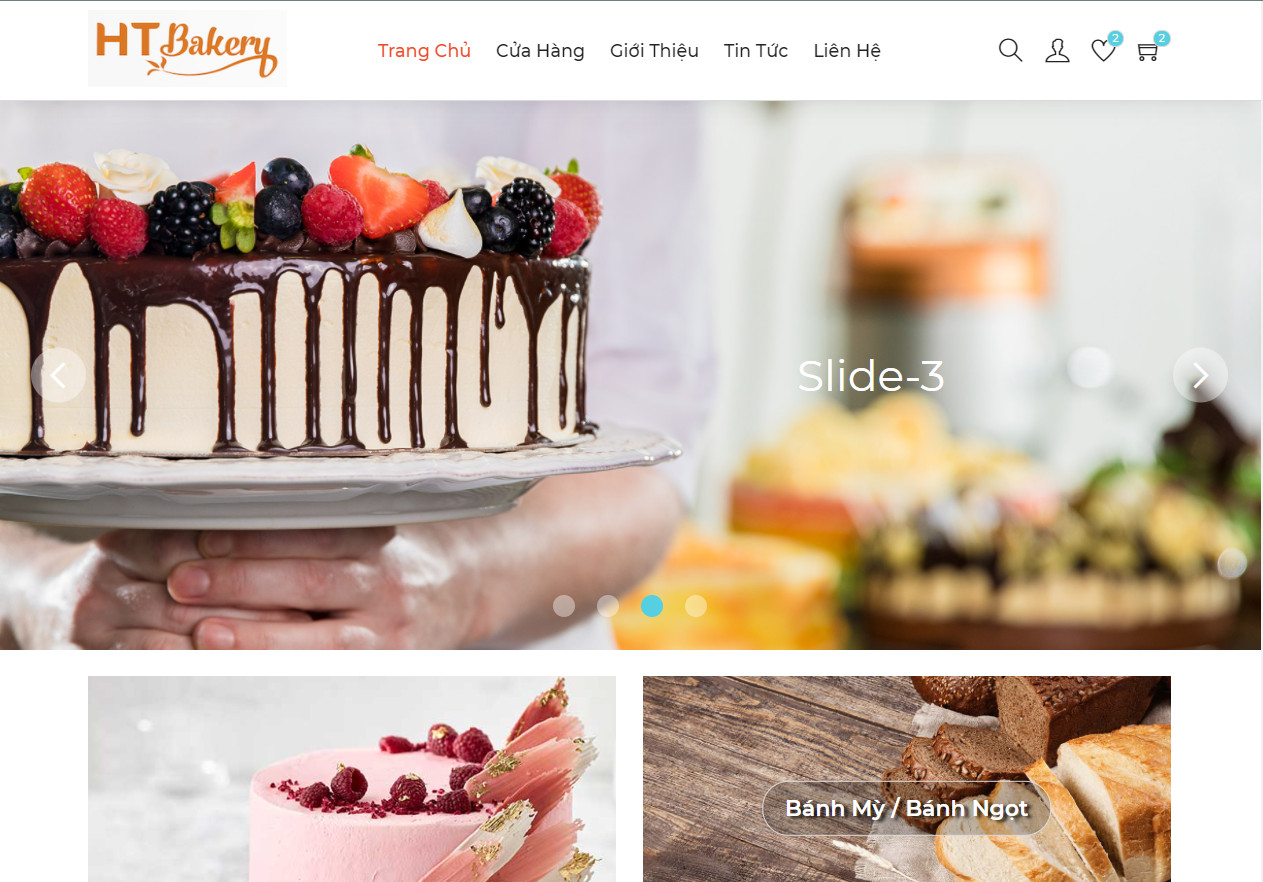 HT Bakery
Trang Chủ
Cửa Hàng
Giới Thiệu
Tin Tức
Liên Hệ
2
2
Slide-3
Bánh Mỳ / Bánh Ngọt